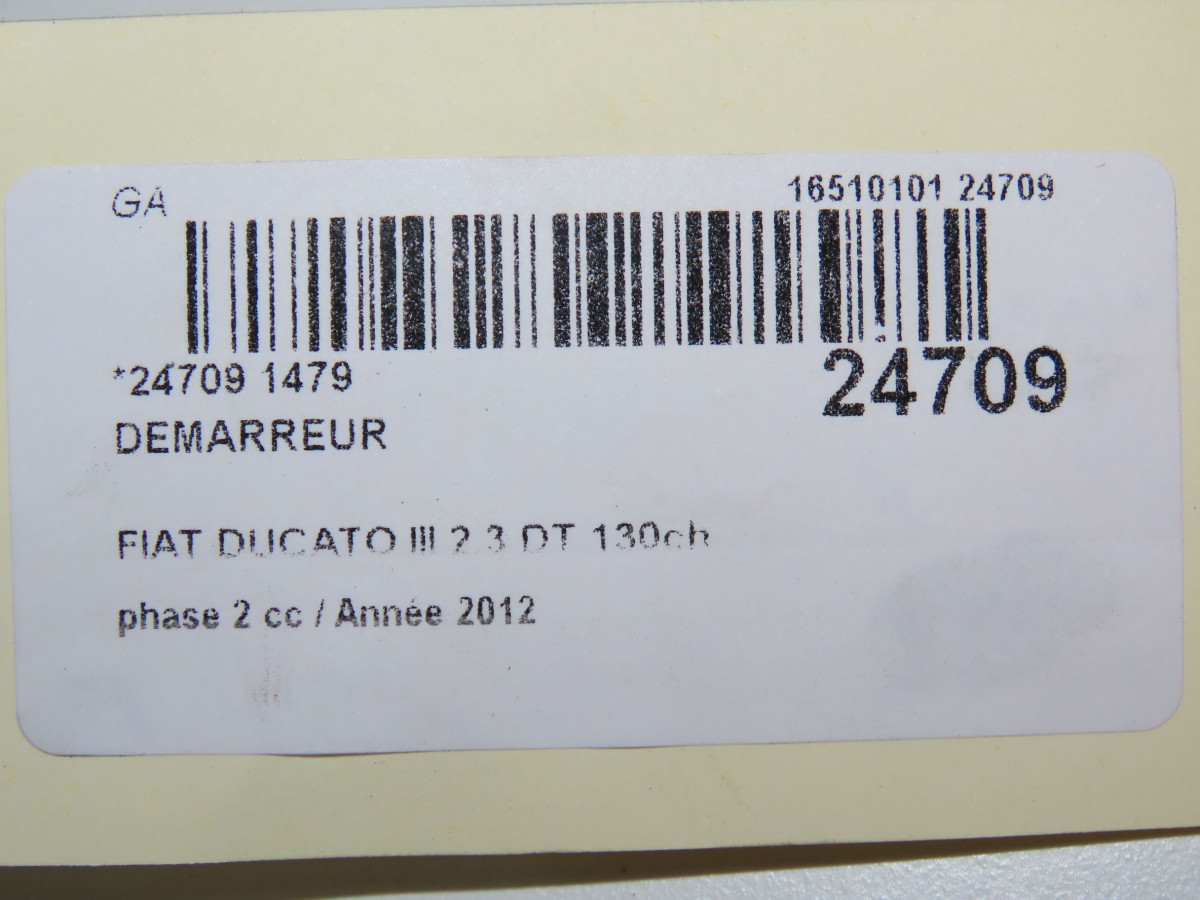 GA
16510101 24709
*24709 1479
24709
DEMARREUR
FIAT DUCATO III 2.3 DT 130ch
phase 2 cc / Année 2012